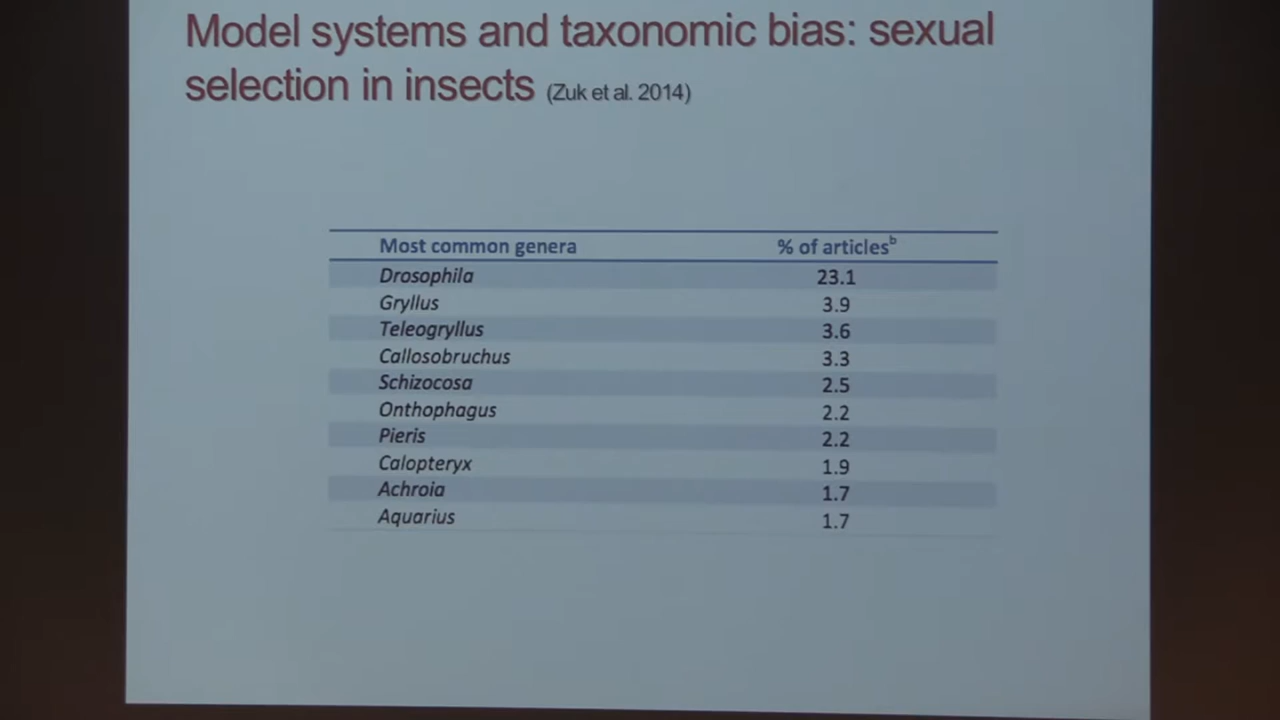 Model systems and taxonomic bias: sexual
selection in insects (Zuk et al. 2014)
Most common genera % of articlesᵇ
Drosophila 23.1
Gryllus 3.9
Teleogryllus 3.6
Callosobruchus 3.3
Schizocosa 2.5
Onthophagus 2.2
Pieris 2.2
Calopteryx 1.9
Achroia 1.7
Aquarius 1.7